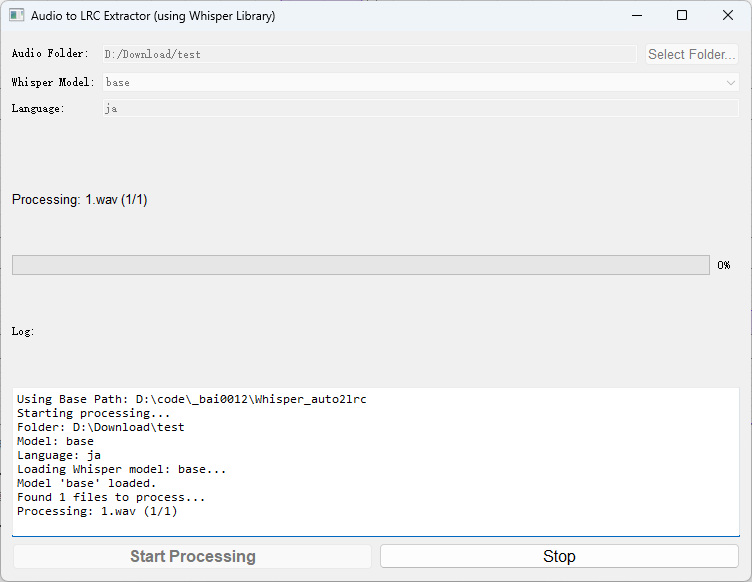 Audio to LRC Extractor (using Whisper Library)
Audio Folder: D:/Download/test Select Folder...
Whisper Model: base
Language: ja
Processing: 1.wav (1/1)
0%
Log:
Using Base Path: D:\code\_bai0012\Whisper_auto2lrc
Starting processing...
Folder: D:\Download\test
Model: base
Language: ja
Loading Whisper model: base...
Model 'base' loaded.
Found 1 files to process...
Processing: 1.wav (1/1)
Start Processing Stop